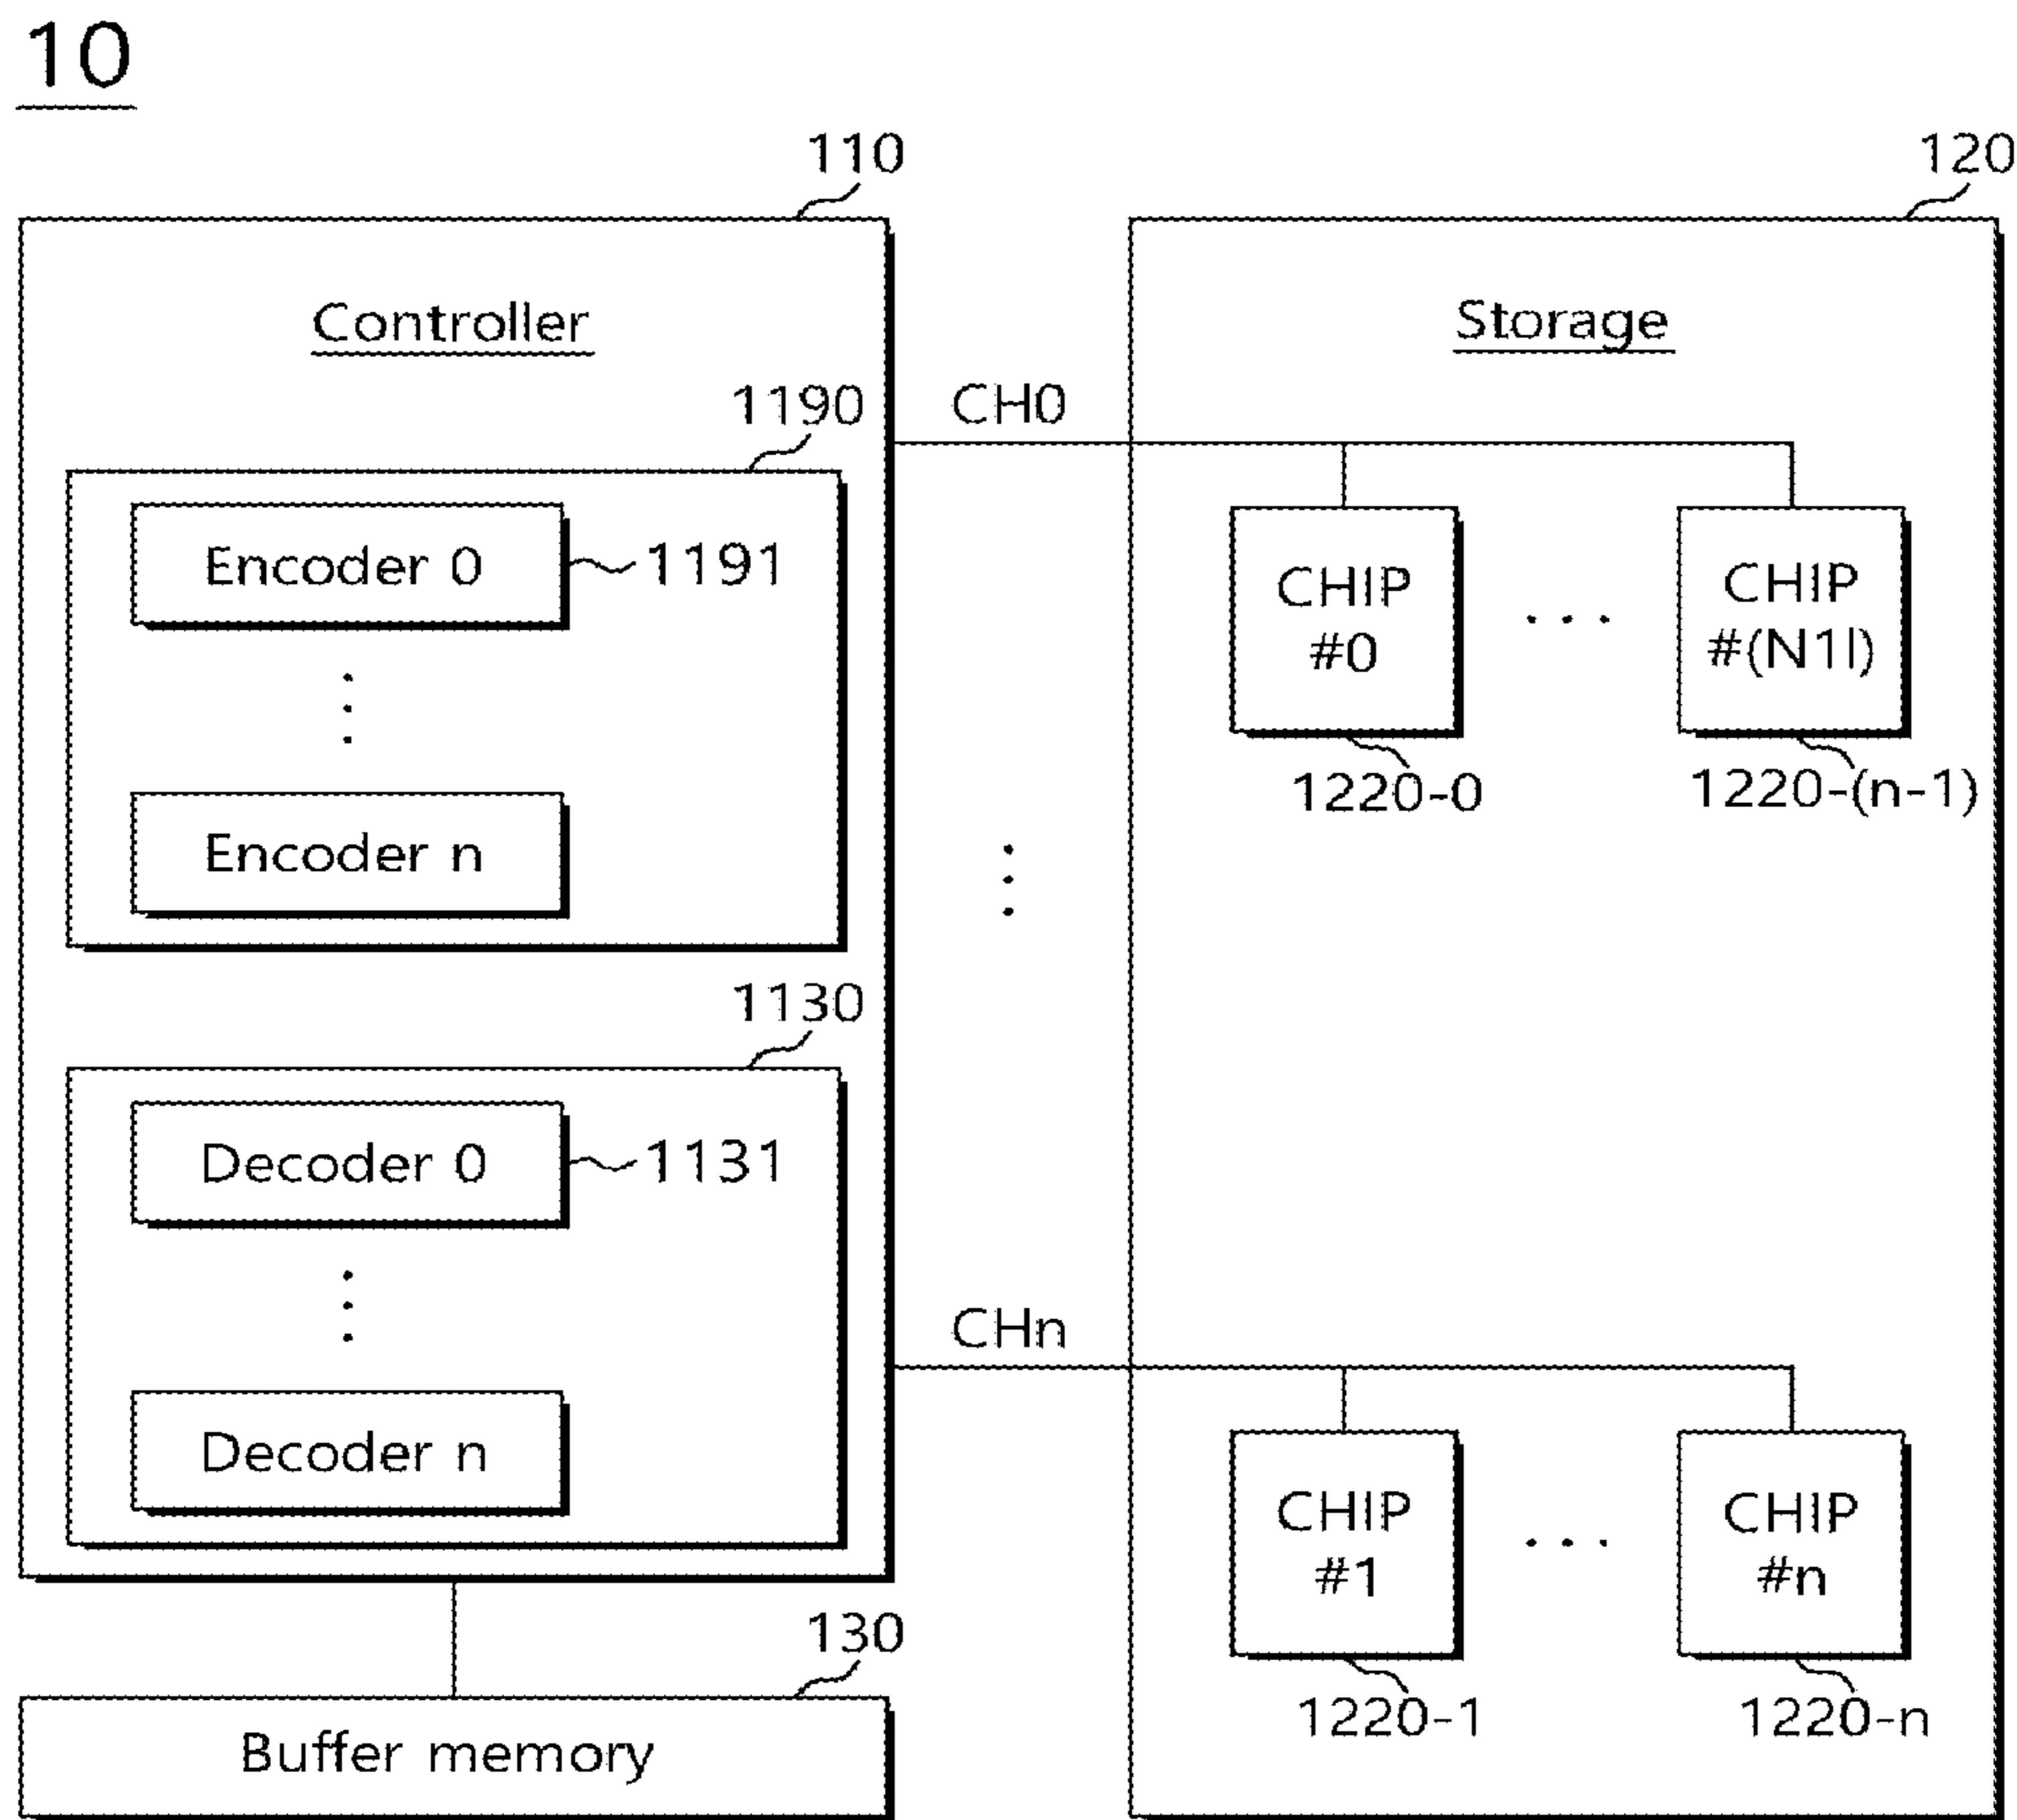 10
110
120
Controller
Storage
1190
CH0
Encoder 0
1191
CHIP
#0
CHIP
#(N1l)
1220-0
1220-(n-1)
Encoder n
1130
Decoder 0
1131
CHn
Decoder n
CHIP
#1
CHIP
#n
130
1220-1
1220-n
Buffer memory